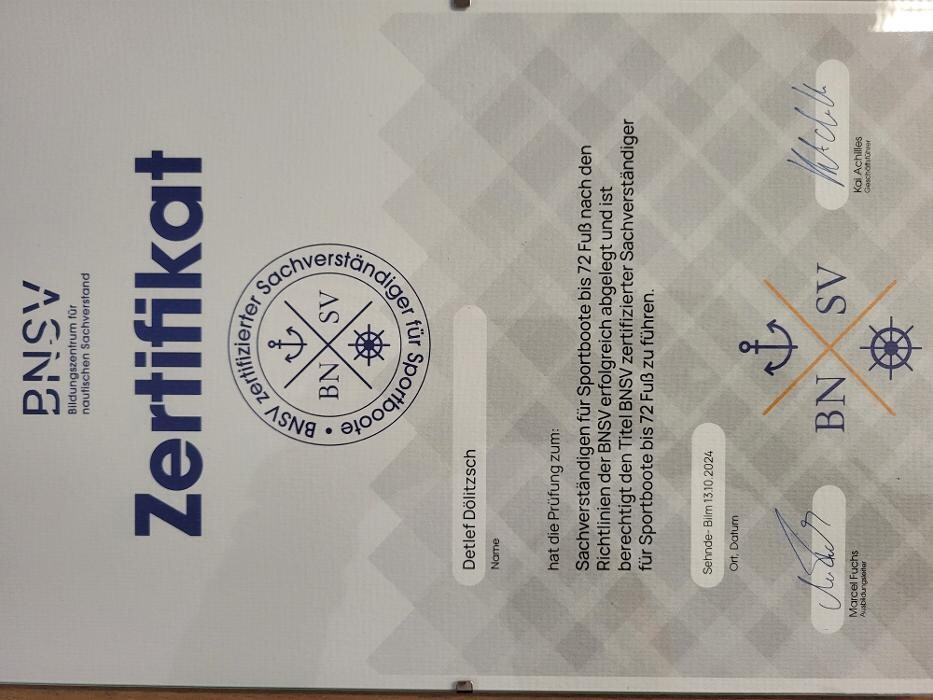 BNSV
Bildungszentrum für
nautischen Sachverstand
Zertifikat
BNSV zertifizierter Sachverständiger für Sportboote •
BN SV
Detlef Dölitzsch
Name
hat die Prüfung zum:
Sachverständigen für Sportboote bis 72 Fuß nach den
Richtlinien der BNSV erfolgreich abgelegt und ist
berechtigt den Titel BNSV zertifizierter Sachverständiger
für Sportboote bis 72 Fuß zu führen.
Sehnde- Bilm 13.10.2024
Ort, Datum
BN SV
Marcel Fuchs
Ausbildungsleiter
Kai Achilles
Geschäftsführer